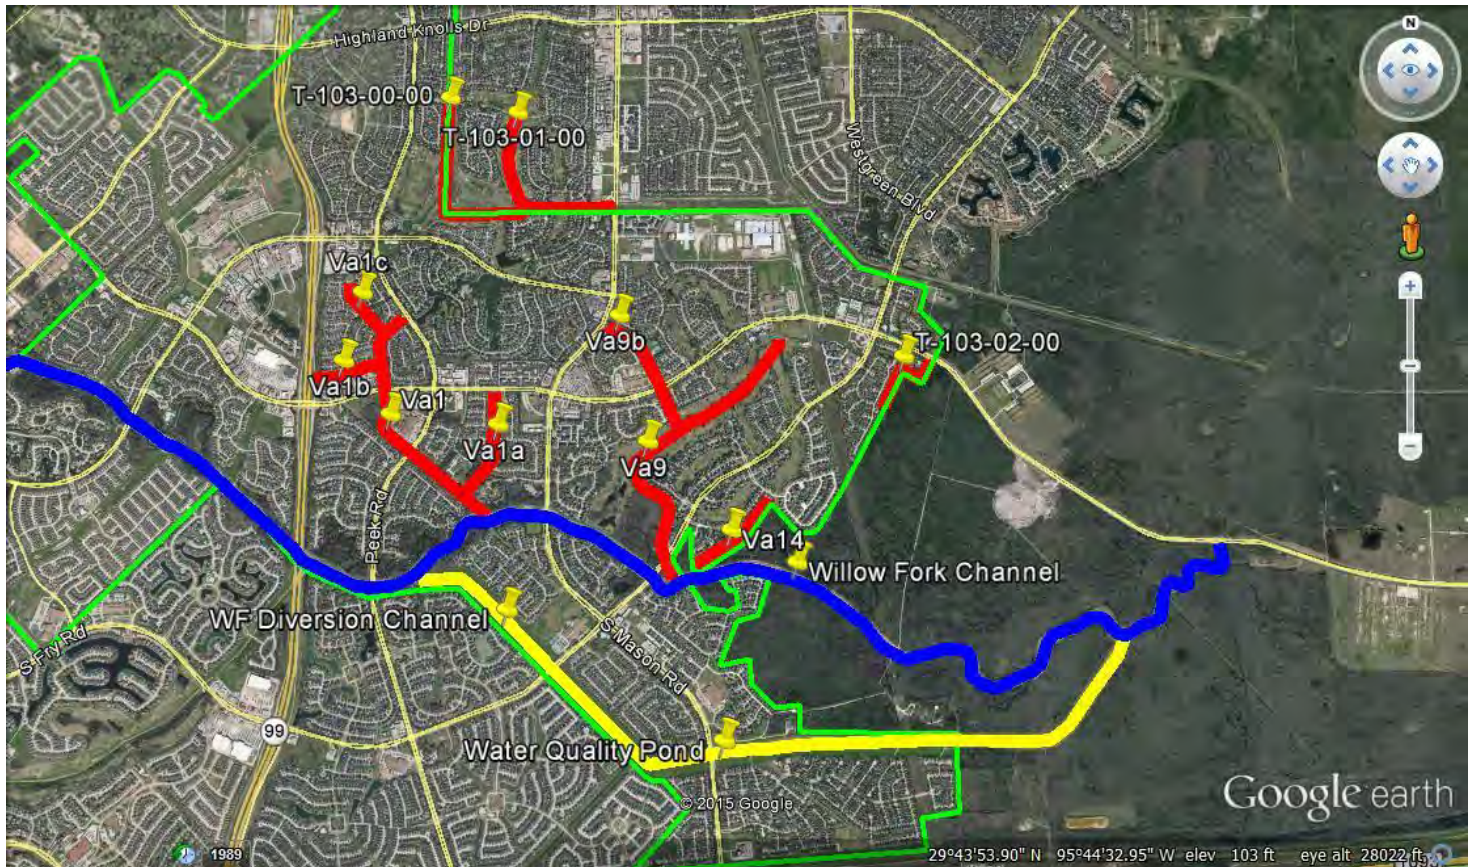 Highland Knolls Dr
N
T-103-00-00
T-103-01-00
Westgreen Blvd
Va1c
Va9b
T-103-02-00
Va1b
Va1
Va1a
Va9
Peek Rd
Va14
Willow Fork Channel
WF Diversion Channel
S Fry Rd
S Mason Rd
99
Water Quality Pond
© 2015 Google
Google earth
1989
29°43'53.90" N 95°44'32.95" W elev 103 ft eye alt 28022 ft